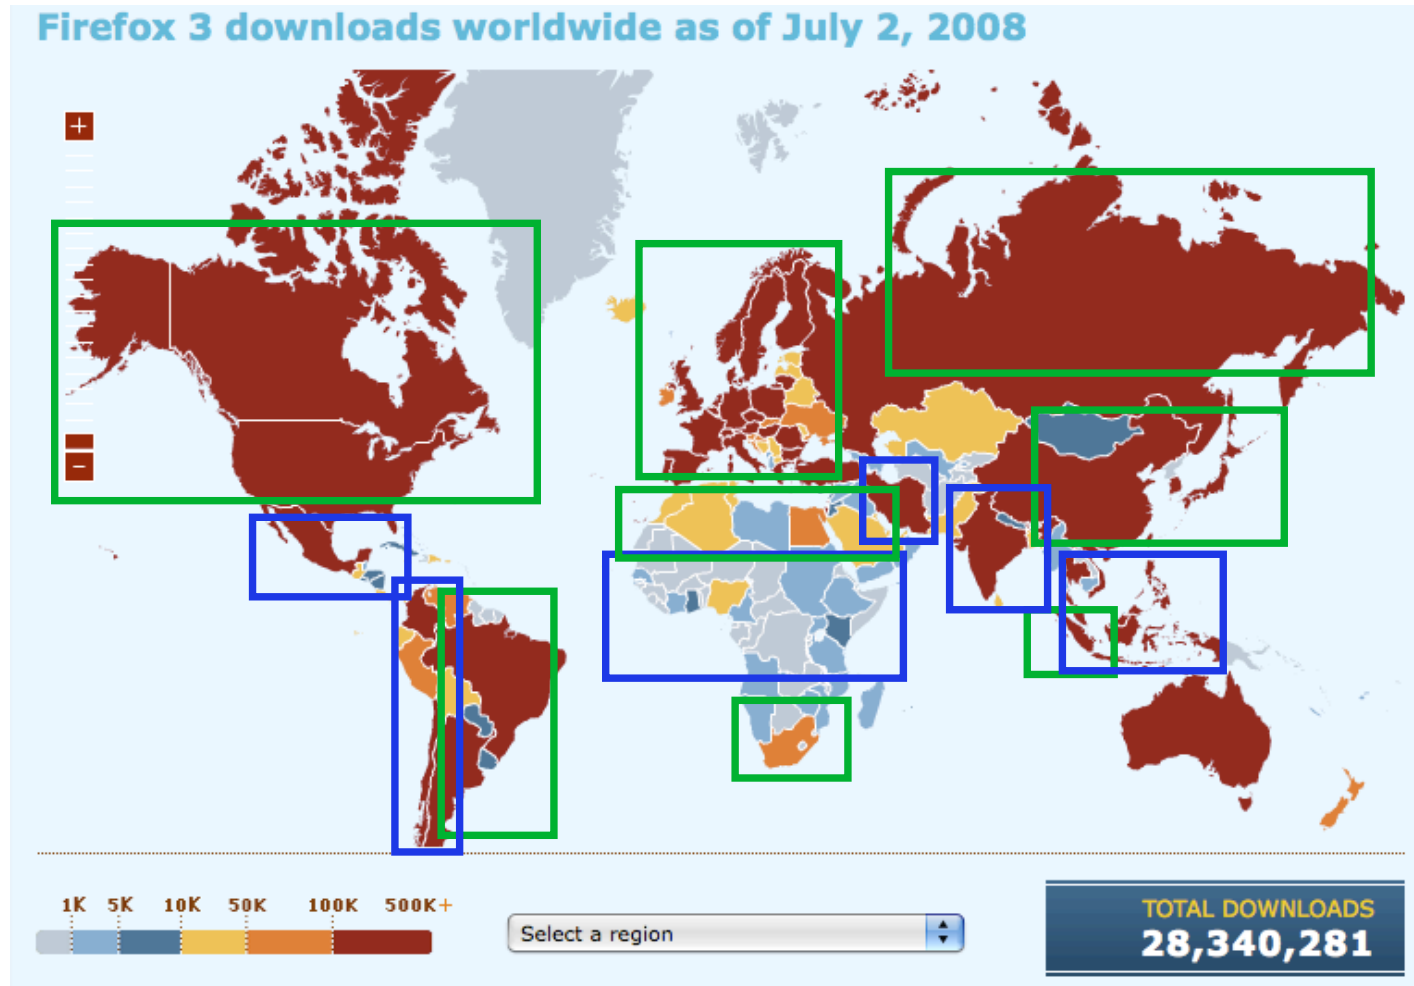 Firefox 3 downloads worldwide as of July 2, 2008
+
−
1K 5K 10K 50K 100K 500K+
Select a region
TOTAL DOWNLOADS
28,340,281